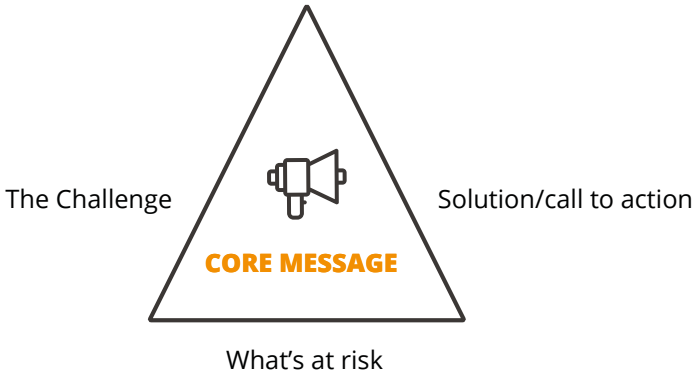 The Challenge
Solution/call to action
CORE MESSAGE
What’s at risk